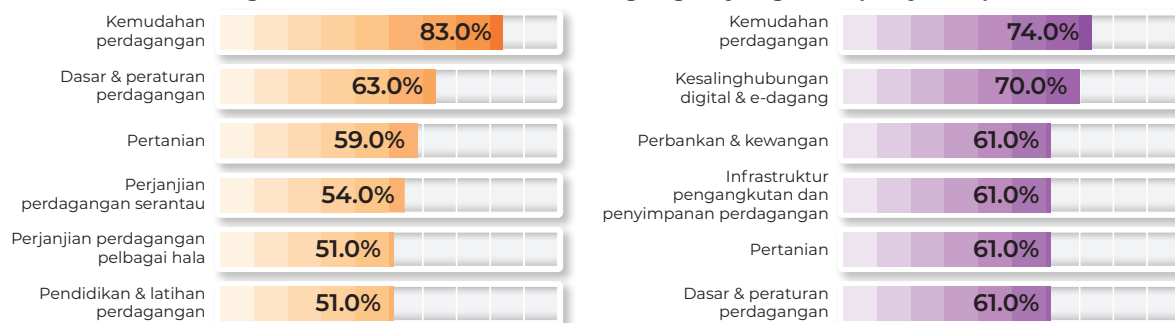 Kemudahan
perdagangan
83.0%
Dasar & peraturan
perdagangan
63.0%
Pertanian
59.0%
Perjanjian
perdagangan serantau
54.0%
Perjanjian perdagangan
pelbagai hala
51.0%
Pendidikan & latihan
perdagangan
51.0%
Kemudahan
perdagangan
74.0%
Kesalinghubungan
digital & e-dagang
70.0%
Perbankan & kewangan
61.0%
Infrastruktur
pengangkutan dan
penyimpanan perdagangan
61.0%
Pertanian
61.0%
Dasar & peraturan
perdagangan
61.0%